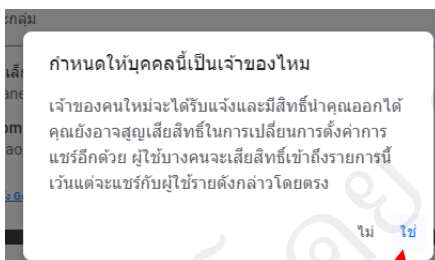 ะกลุ่ม
กำหนดให้บุคคลนี้เป็นเจ้าของไหม
เจ้าของคนใหม่จะได้รับแจ้งและมีสิทธิ์นำคุณออกได้
คุณยังอาจสูญเสียสิทธิ์ในการเปลี่ยนการตั้งค่าการ
แชร์อีกด้วย ผู้ใช้บางคนจะเสียสิทธิ์เข้าถึงรายการนี้
เว้นแต่จะแชร์กับผู้ใช้รายดังกล่าวโดยตรง
ไม่ ใช่